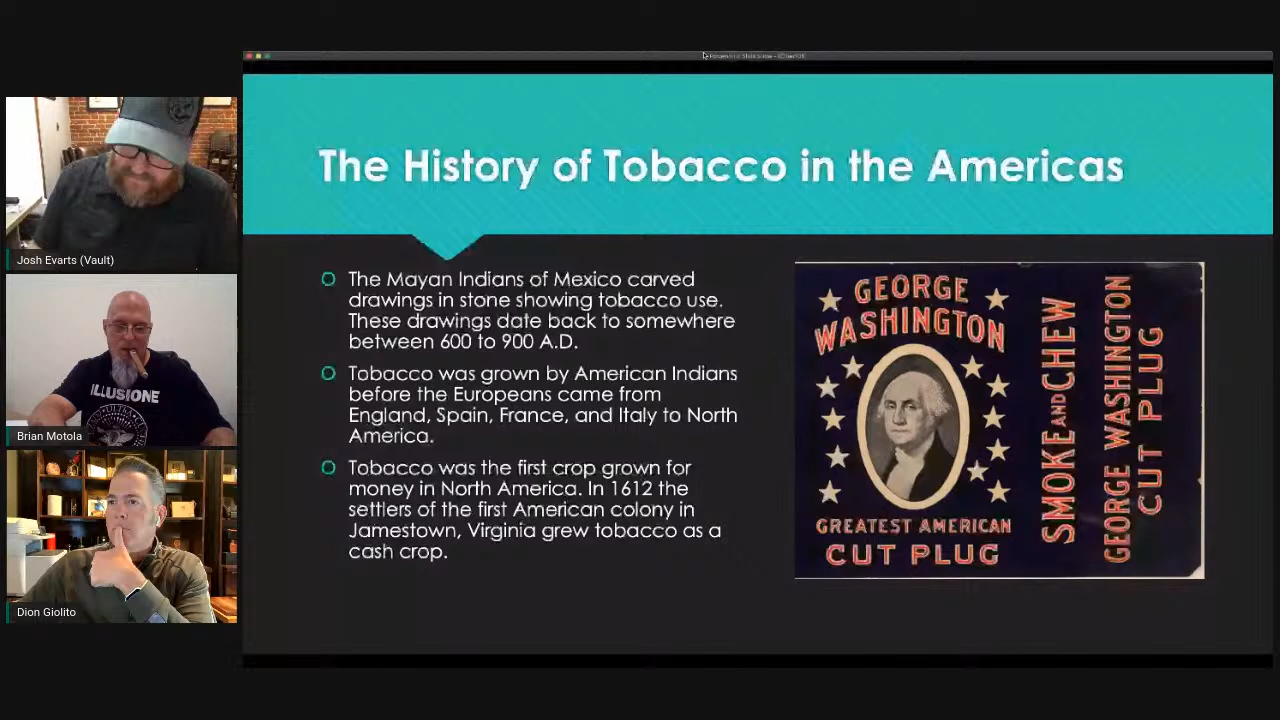 The History of Tobacco in the Americas
The Mayan Indians of Mexico carved
drawings in stone showing tobacco use.
These drawings date back to somewhere
between 600 to 900 A.D.
Tobacco was grown by American Indians
before the Europeans came from
England, Spain, France, and Italy to North
America.
Tobacco was the first crop grown for
money in North America. In 1612 the
settlers of the first American colony in
Jamestown, Virginia grew tobacco as a
cash crop.
GEORGE
WASHINGTON
GREATEST AMERICAN
CUT PLUG
SMOKE AND CHEW
GEORGE WASHINGTON
CUT PLUG
Josh Evarts (Vault)
ILLUSIONE
Brian Motola
Dion Giolito